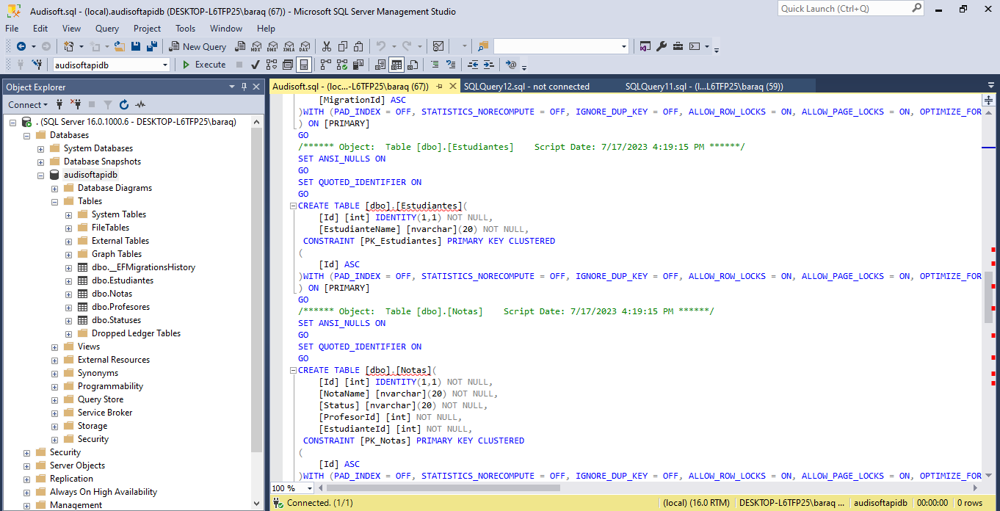 Audisoft.sql - (local).audisoftapidb (DESKTOP-L6TFP25\baraq (67)) - Microsoft SQL Server Management Studio
Quick Launch (Ctrl+Q)
File Edit View Query Project Tools Window Help
New Query MDX DMX XMLA DAX
audisoftapidb Execute
Object Explorer
Connect
. (SQL Server 16.0.1000.6 - DESKTOP-L6TFP25\baraq)
Databases
System Databases
Database Snapshots
audisoftapidb
Database Diagrams
Tables
System Tables
FileTables
External Tables
Graph Tables
dbo.__EFMigrationsHistory
dbo.Estudiantes
dbo.Notas
dbo.Profesores
dbo.Statuses
Dropped Ledger Tables
Views
External Resources
Synonyms
Programmability
Query Store
Service Broker
Storage
Security
Security
Server Objects
Replication
Always On High Availability
Management
Audisoft.sql - (loc...-L6TFP25\baraq (67)) SQLQuery12.sql - not connected SQLQuery11.sql - (l...L6TFP25\baraq (59))
[MigrationId] ASC
)WITH (PAD_INDEX = OFF, STATISTICS_NORECOMPUTE = OFF, IGNORE_DUP_KEY = OFF, ALLOW_ROW_LOCKS = ON, ALLOW_PAGE_LOCKS = ON, OPTIMIZE_FOR
) ON [PRIMARY]
GO
/****** Object:  Table [dbo].[Estudiantes]    Script Date: 7/17/2023 4:19:15 PM ******/
SET ANSI_NULLS ON
GO
SET QUOTED_IDENTIFIER ON
GO
CREATE TABLE [dbo].[Estudiantes](
[Id] [int] IDENTITY(1,1) NOT NULL,
[EstudianteName] [nvarchar](20) NOT NULL,
CONSTRAINT [PK_Estudiantes] PRIMARY KEY CLUSTERED
(
[Id] ASC
)WITH (PAD_INDEX = OFF, STATISTICS_NORECOMPUTE = OFF, IGNORE_DUP_KEY = OFF, ALLOW_ROW_LOCKS = ON, ALLOW_PAGE_LOCKS = ON, OPTIMIZE_FOR
) ON [PRIMARY]
GO
/****** Object:  Table [dbo].[Notas]    Script Date: 7/17/2023 4:19:15 PM ******/
SET ANSI_NULLS ON
GO
SET QUOTED_IDENTIFIER ON
GO
CREATE TABLE [dbo].[Notas](
[Id] [int] IDENTITY(1,1) NOT NULL,
[NotaName] [nvarchar](20) NOT NULL,
[Status] [nvarchar](20) NOT NULL,
[ProfesorId] [int] NOT NULL,
[EstudianteId] [int] NOT NULL,
CONSTRAINT [PK_Notas] PRIMARY KEY CLUSTERED
(
[Id] ASC
)WITH (PAD_INDEX = OFF, STATISTICS_NORECOMPUTE = OFF, IGNORE_DUP_KEY = OFF, ALLOW_ROW_LOCKS = ON, ALLOW_PAGE_LOCKS = ON, OPTIMIZE_FOR
100 %
Connected. (1/1) (local) (16.0 RTM) DESKTOP-L6TFP25\baraq ... audisoftapidb 00:00:00 0 rows